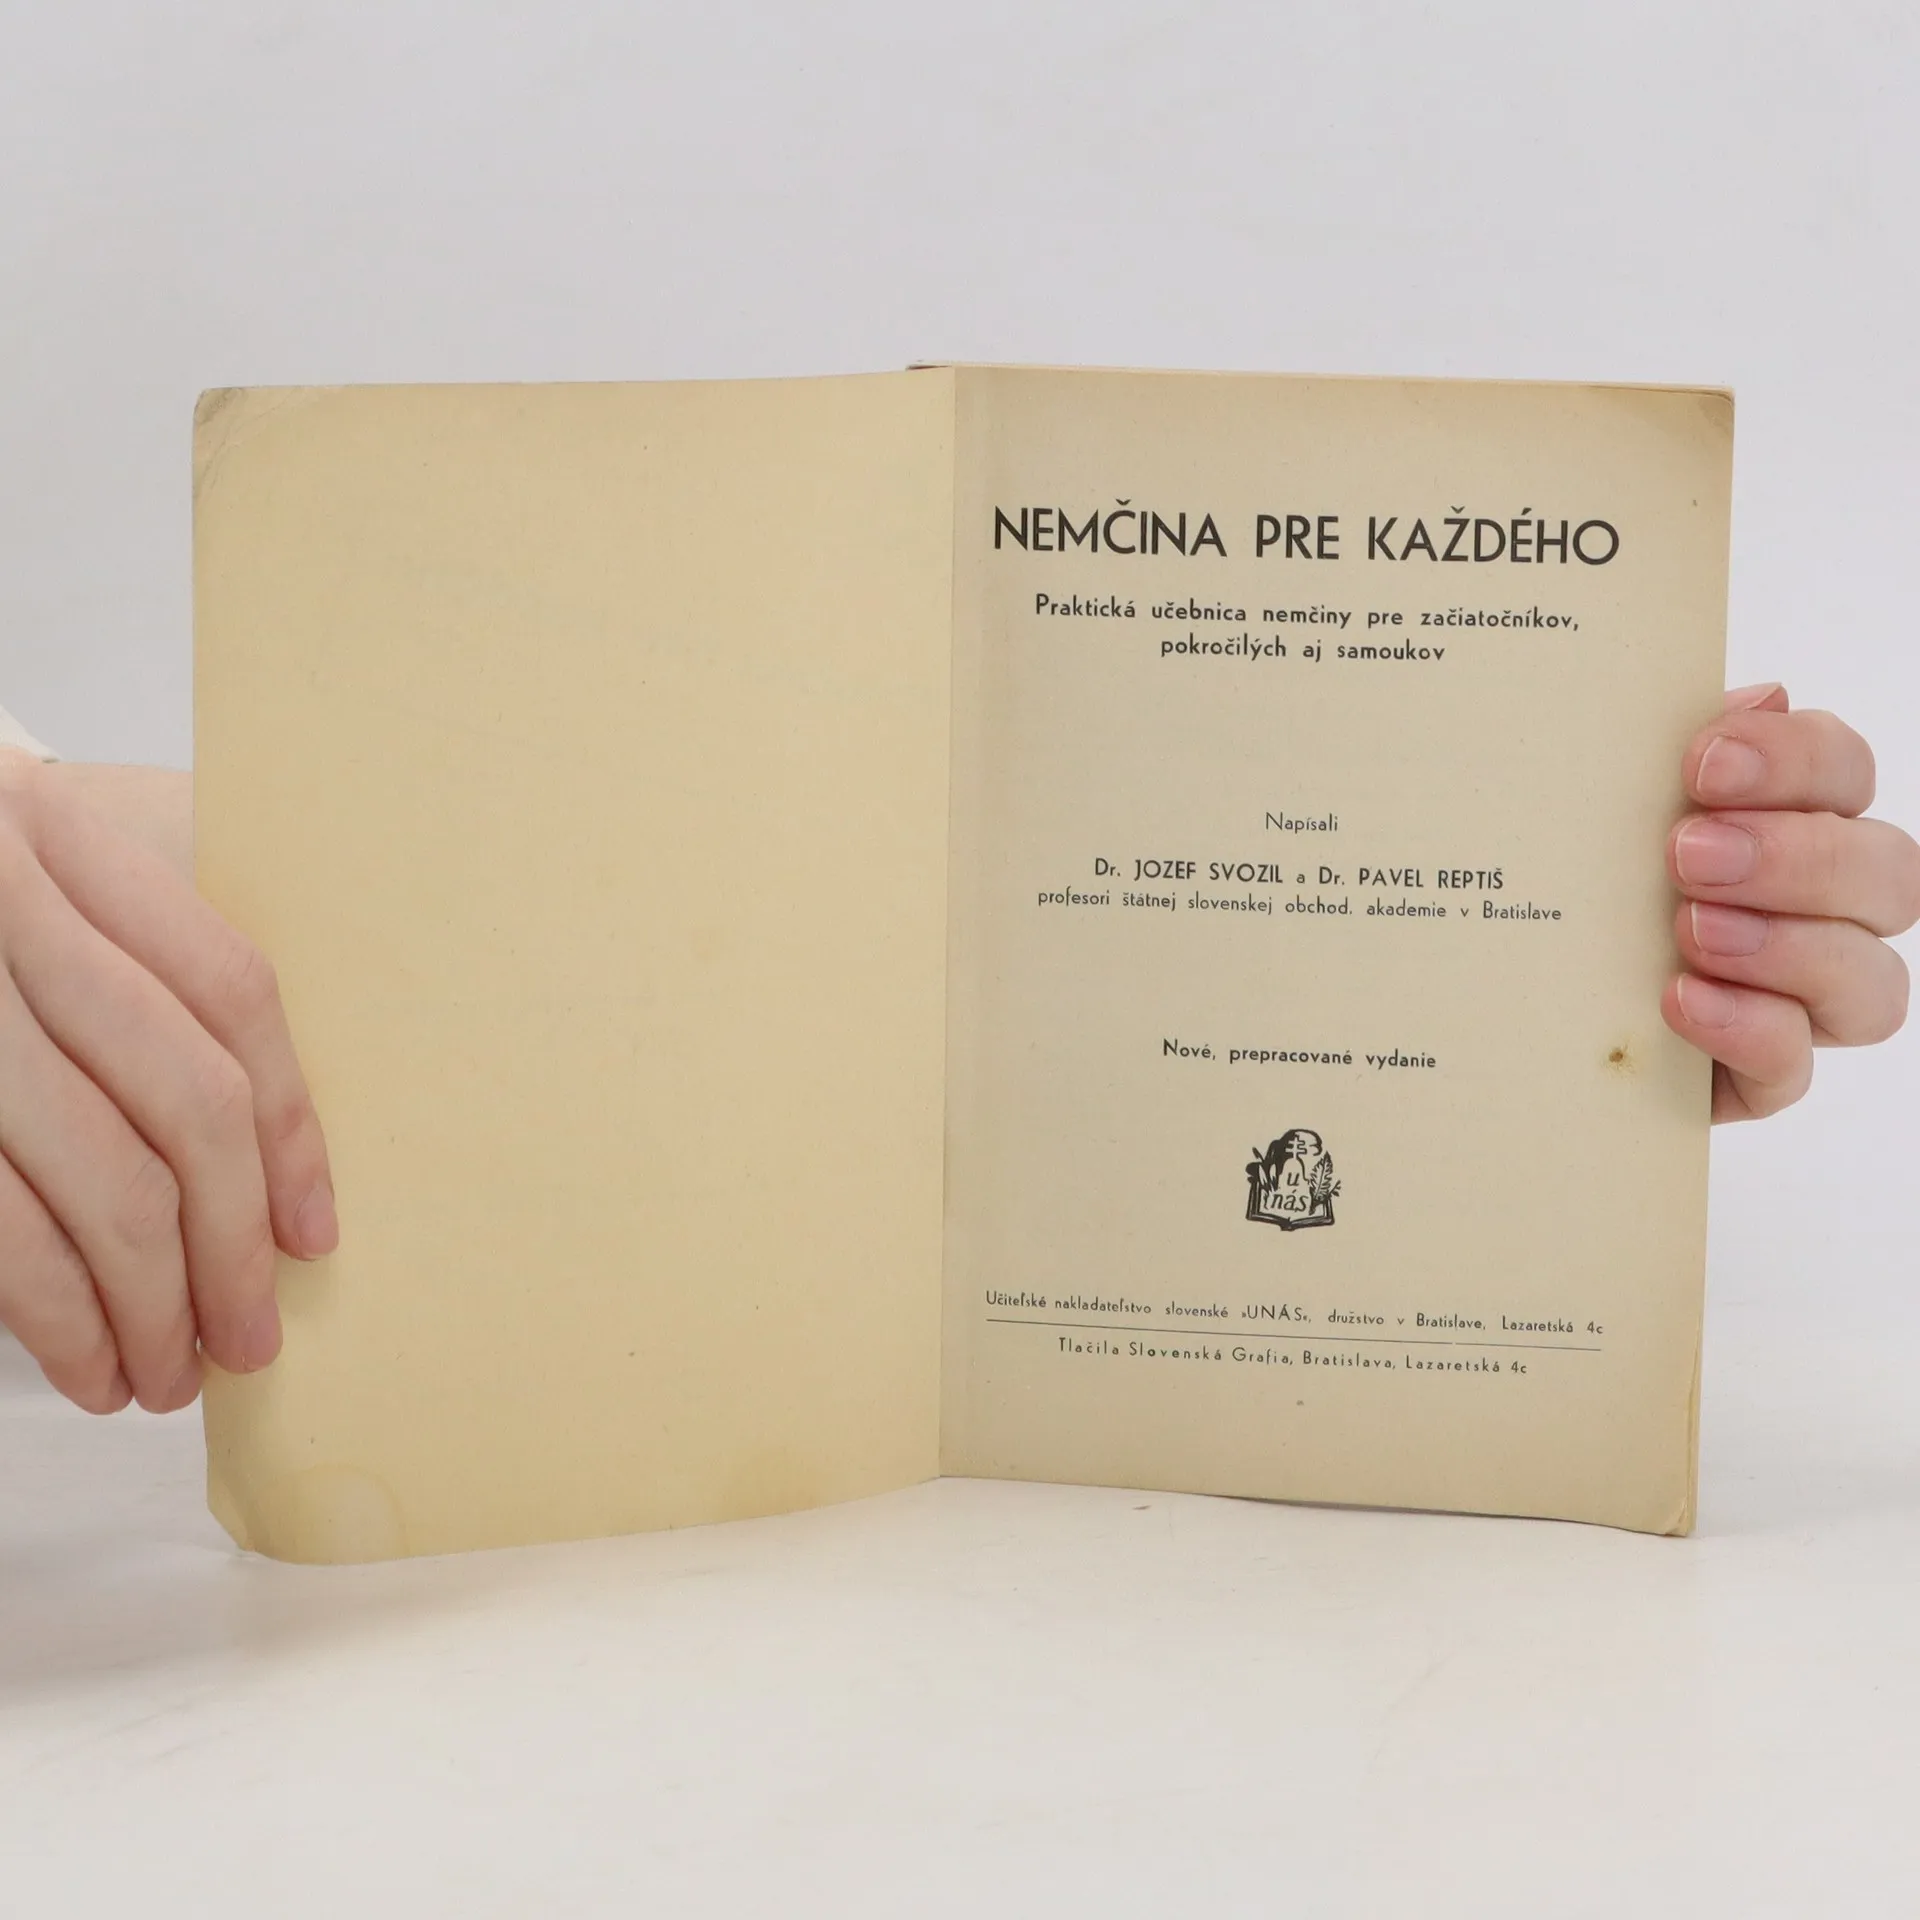 NEMČINA PRE KAŽDÉHO
Praktická učebnica nemčiny pre začiatočníkov,
pokročilých aj samoukov
Napísali
Dr. JOZEF SVOZIL a Dr. PAVEL REPTIŠ
profesori štátnej slovenskej obchod. akademie v Bratislave
Nové, prepracované vydanie
u
nás
Učiteľské nakladateľstvo slovenské »UNÁS«, družstvo v Bratislave, Lazaretská 4c
Tlačila Slovenská Grafia, Bratislava, Lazaretská 4c